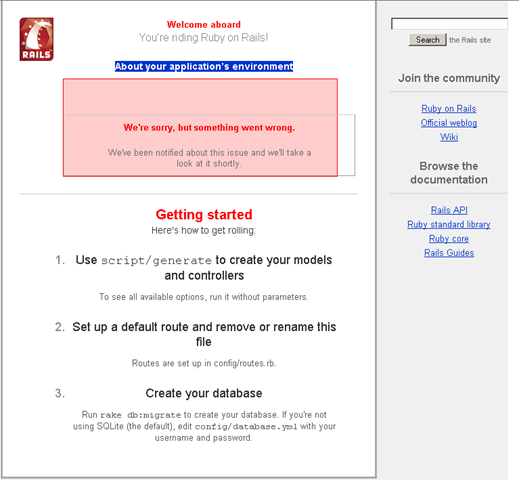 RAILS
Welcome aboard
You're riding Ruby on Rails!
About your application's environment
We're sorry, but something went wrong.
We've been notified about this issue and we'll take a
look at it shortly.
Getting started
Here's how to get rolling:
1. Use script/generate to create your models
and controllers
To see all available options, run it without parameters.
2. Set up a default route and remove or rename this
file
Routes are set up in config/routes.rb.
3. Create your database
Run rake db:migrate to create your database. If you're not
using SQLite (the default), edit config/database.yml with your
username and password.
Search the Rails site
Join the community
Ruby on Rails
Official weblog
Wiki
Browse the
documentation
Rails API
Ruby standard library
Ruby core
Rails Guides